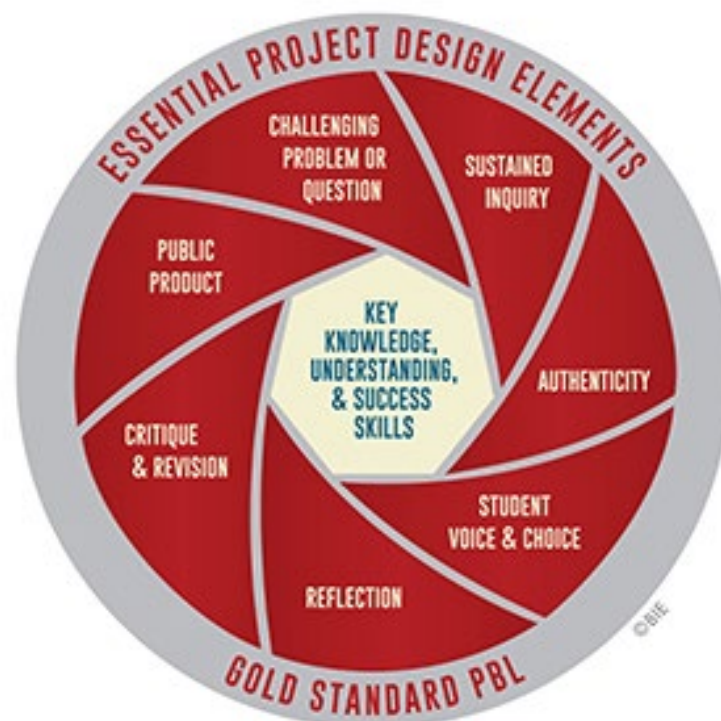 ESSENTIAL PROJECT DESIGN ELEMENTS
CHALLENGING
PROBLEM OR
QUESTION
SUSTAINED
INQUIRY
AUTHENTICITY
STUDENT
VOICE & CHOICE
REFLECTION
CRITIQUE
& REVISION
PUBLIC
PRODUCT
KEY
KNOWLEDGE,
UNDERSTANDING,
& SUCCESS
SKILLS
GOLD STANDARD PBL
©BIE